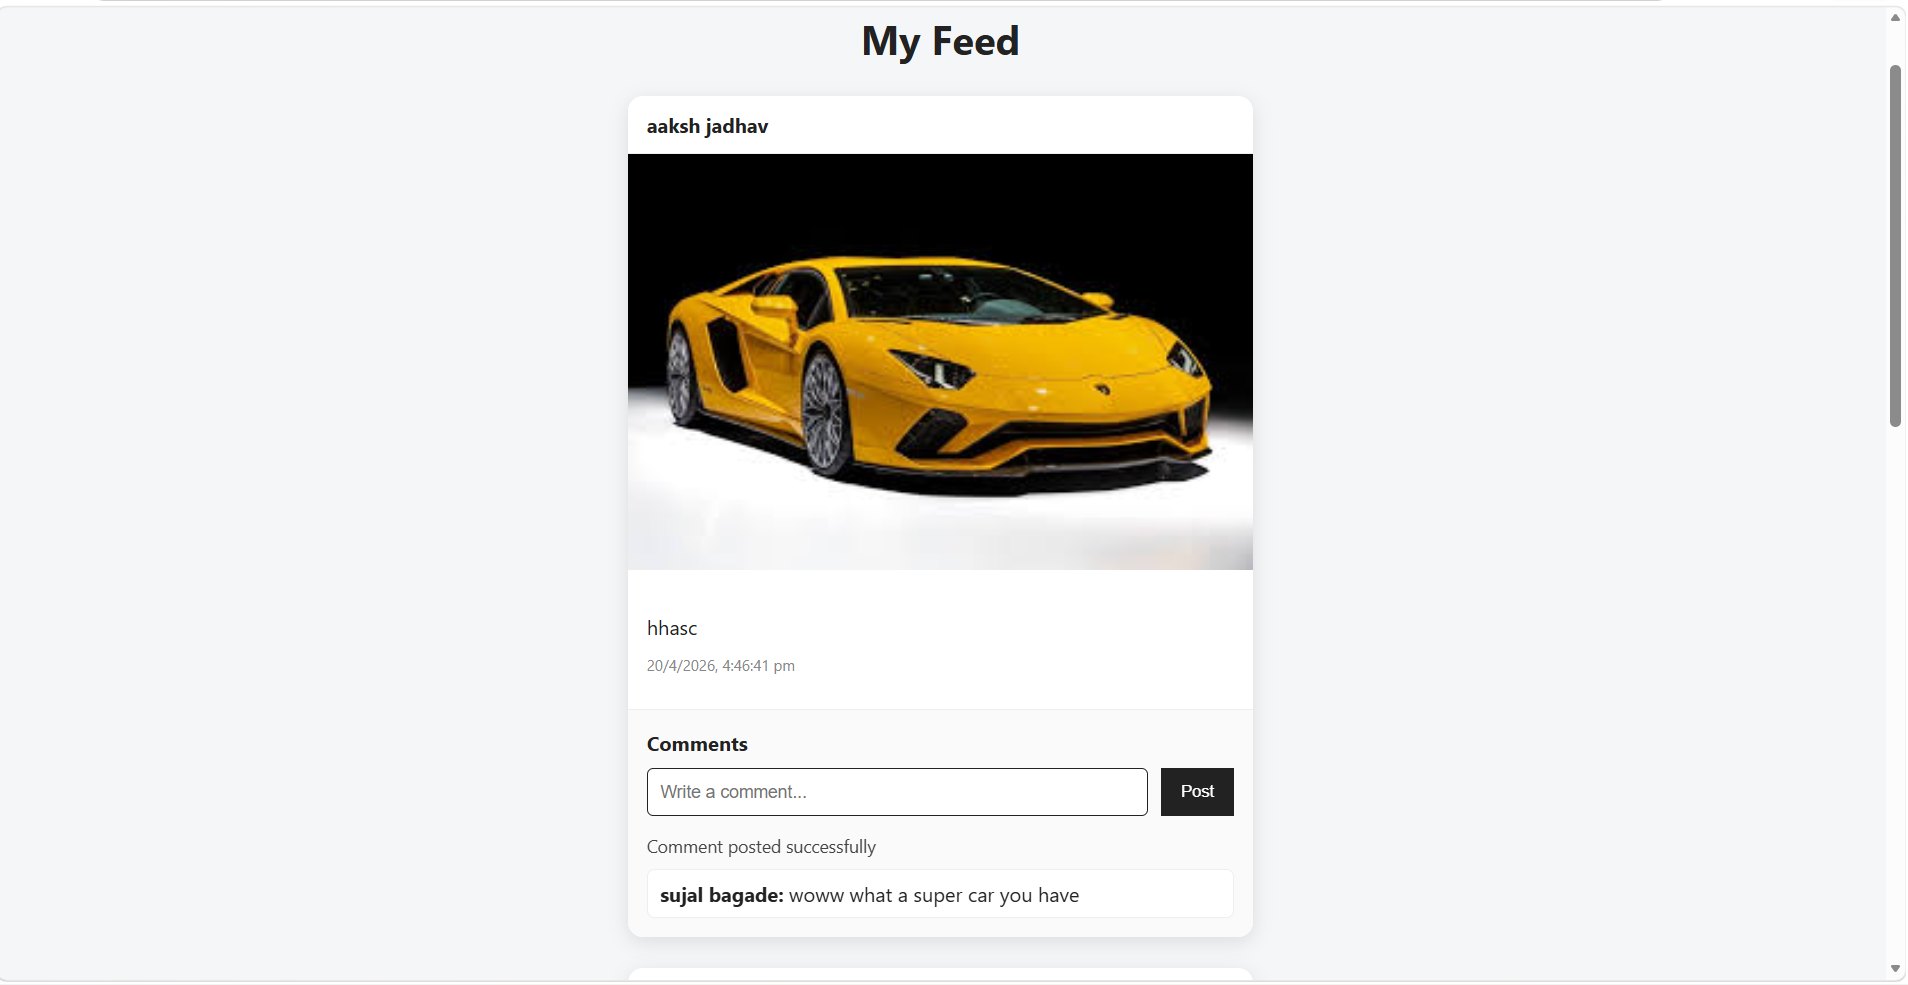 My Feed
aaksh jadhav
hhasc
20/4/2026, 4:46:41 pm
Comments
Write a comment...
Post
Comment posted successfully
sujal bagade: woww what a super car you have